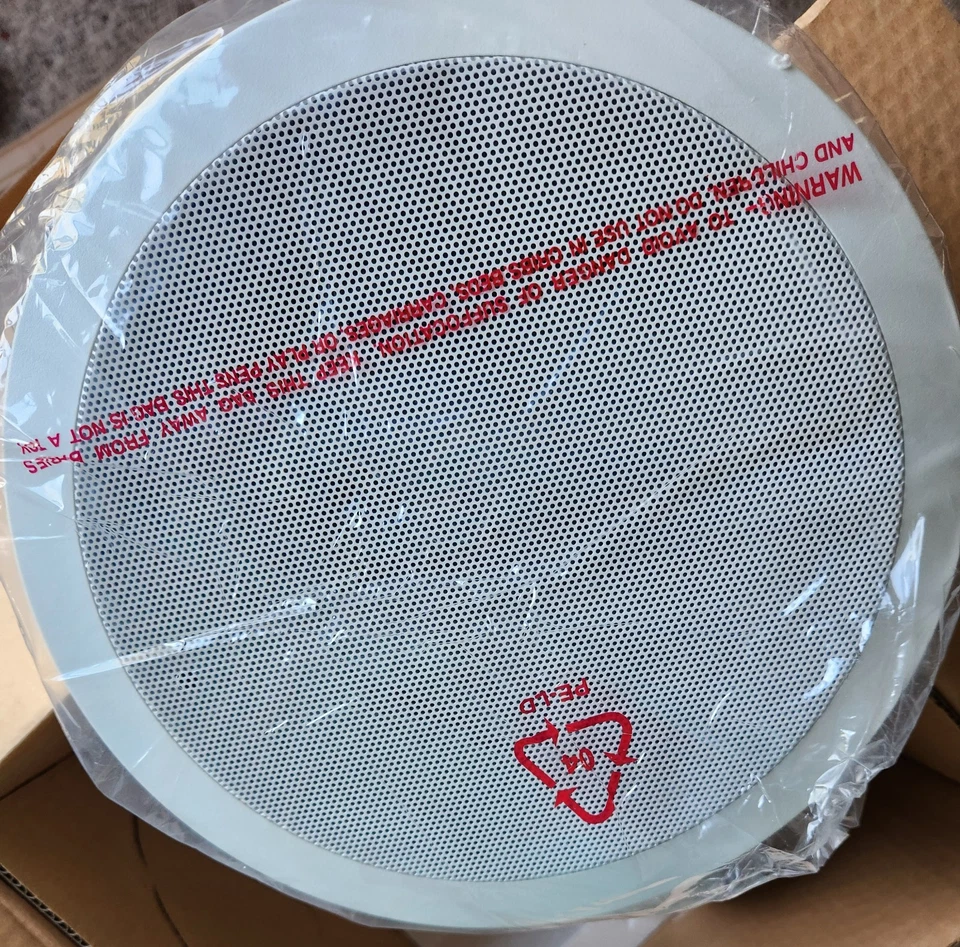 WARNING - TO AVOID DANGER OF SUFFOCATION, KEEP THIS BAG AWAY FROM
AND CHILDREN. DO NOT USE IN CRIBS BEDS, CARRIAGES, OR PLAY PENS THIS BAG IS NOT A TOY
04
PE-LD